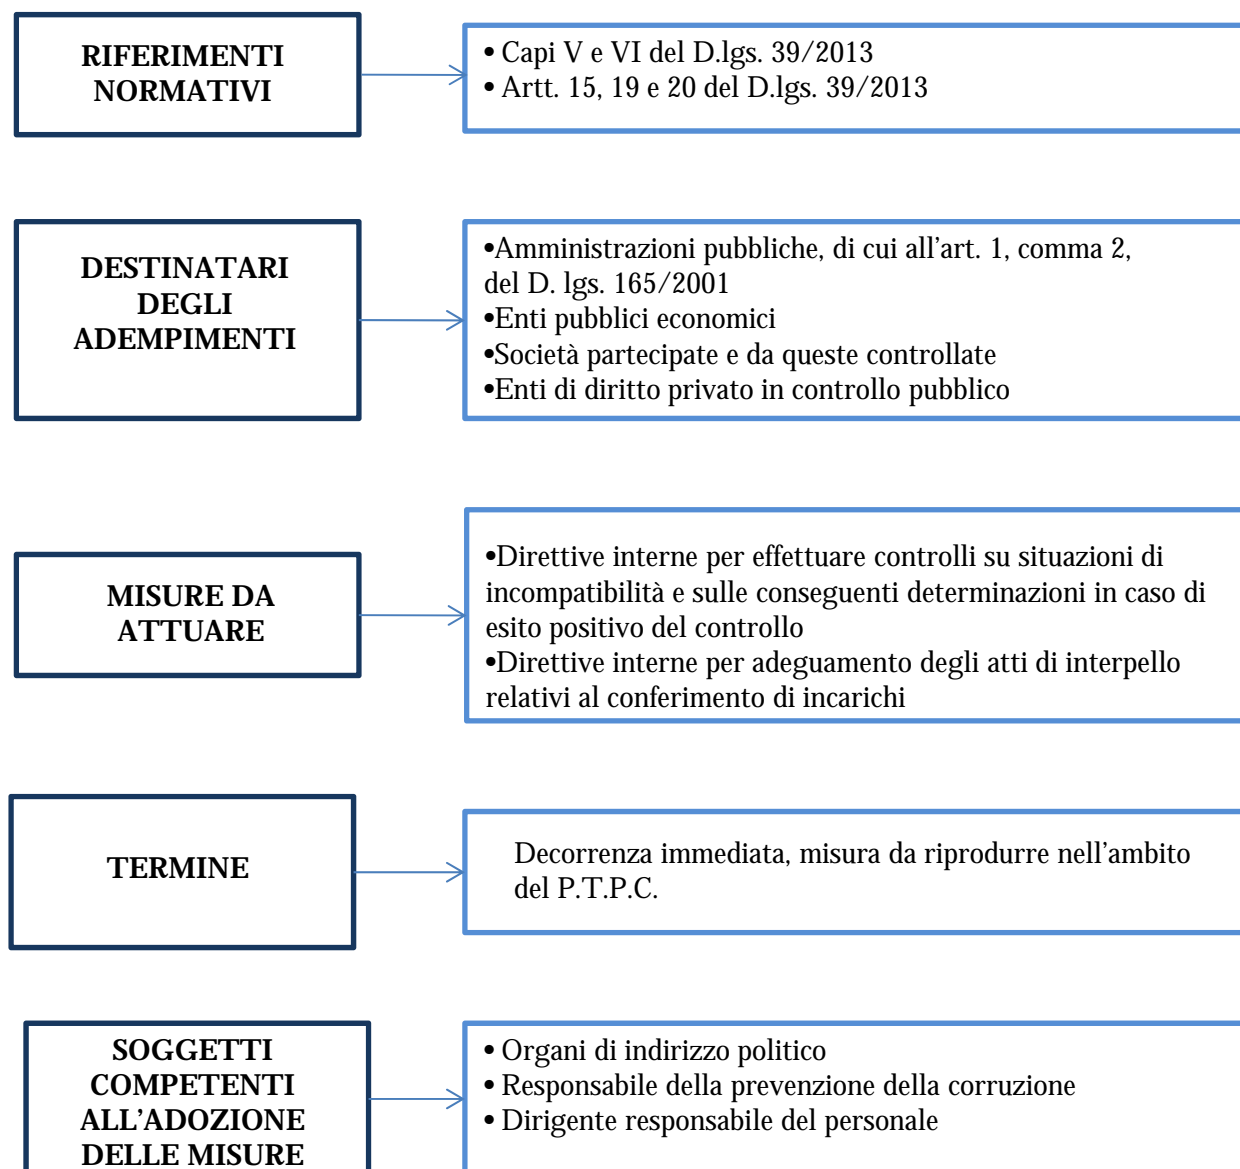 RIFERIMENTI
NORMATIVI
• Capi V e VI del D.lgs. 39/2013
• Artt. 15, 19 e 20 del D.lgs. 39/2013
DESTINATARI
DEGLI
ADEMPIMENTI
•Amministrazioni pubbliche, di cui all'art. 1, comma 2,
del D. lgs. 165/2001
•Enti pubblici economici
•Società partecipate e da queste controllate
•Enti di diritto privato in controllo pubblico
MISURE DA
ATTUARE
•Direttive interne per effettuare controlli su situazioni di
incompatibilità e sulle conseguenti determinazioni in caso di
esito positivo del controllo
•Direttive interne per adeguamento degli atti di interpello
relativi al conferimento di incarichi
TERMINE
Decorrenza immediata, misura da riprodurre nell'ambito
del P.T.P.C.
SOGGETTI
COMPETENTI
ALL'ADOZIONE
DELLE MISURE
• Organi di indirizzo politico
• Responsabile della prevenzione della corruzione
• Dirigente responsabile del personale